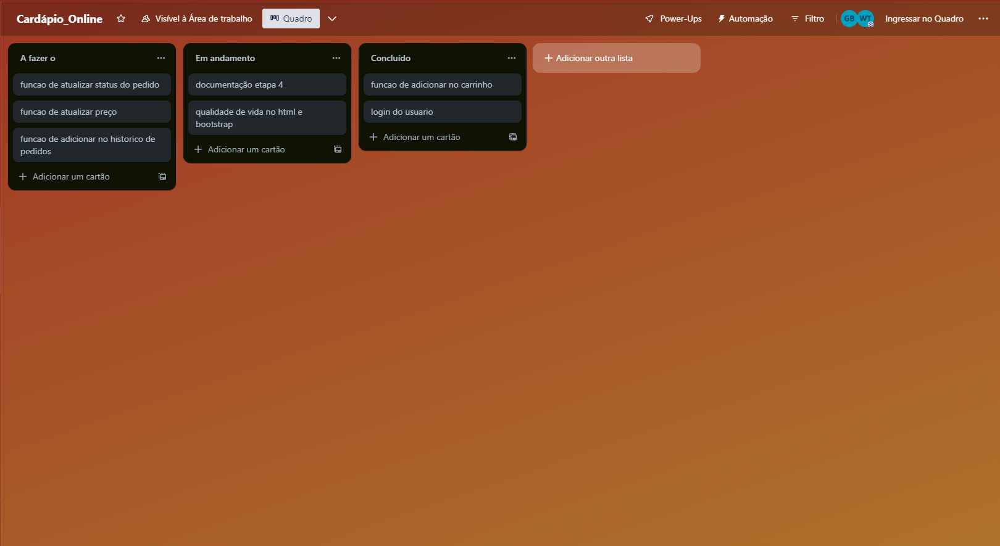 Cardápio_Online
Visível à Área de trabalho
Quadro
Power-Ups
Automação
Filtro
GB
WT
Ingressar no Quadro
A fazer o
funcao de atualizar status do pedido
funcao de atualizar preço
funcao de adicionar no historico de
pedidos
Adicionar um cartão
Em andamento
documentação etapa 4
qualidade de vida no html e
bootstrap
Adicionar um cartão
Concluído
funcao de adicionar no carrinho
login do usuario
Adicionar um cartão
Adicionar outra lista